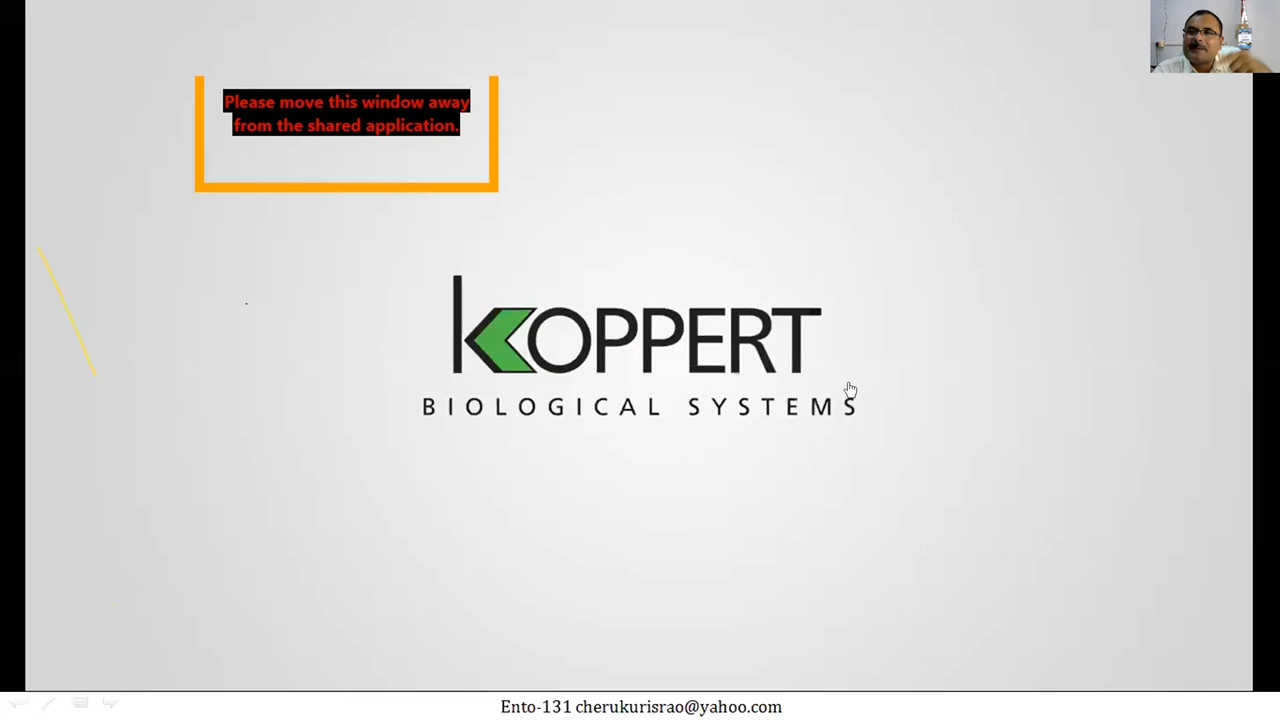 Please move this window away
from the shared application.
KOPPERT
BIOLOGICAL SYSTEMS
Ento-131 cherukurisrao@yahoo.com